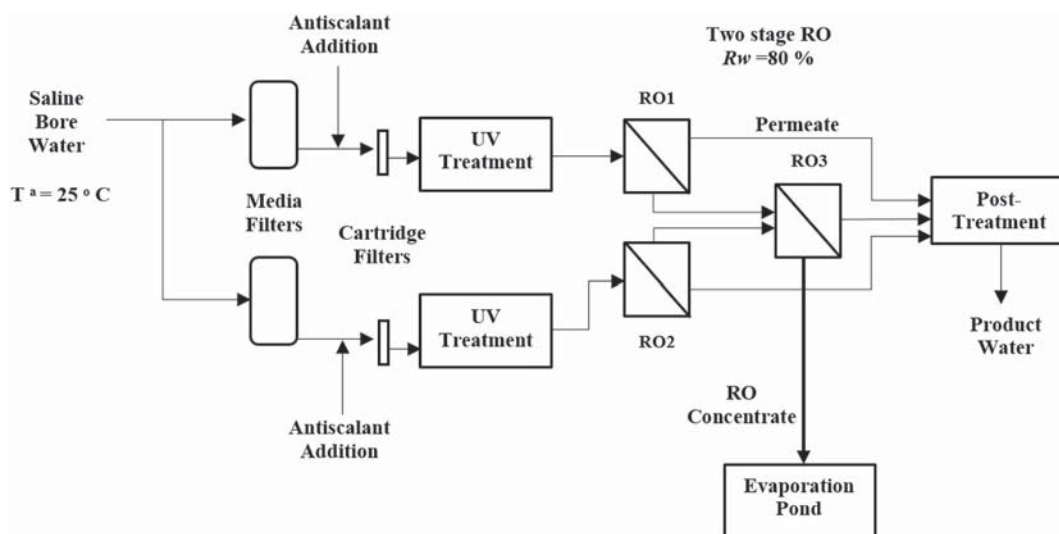 Antiscalant
Addition
Two stage RO
Rw =80 %
Saline
Bore
Water
T ª = 25 º C
Media
Filters
Cartridge
Filters
UV
Treatment
RO1
Permeate
RO3
Post-
Treatment
UV
Treatment
RO2
Product
Water
Antiscalant
Addition
RO
Concentrate
Evaporation
Pond